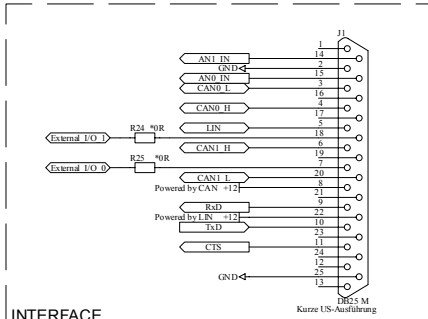 J1
1
AN1_IN 14
GND 2
AN0_IN 15
CAN0_L 3
16
CAN0_H 4
17
LIN 5
External_I/O_1 R24 *0R 18
CAN1_H 6
19
External_I/O_0 R25 *0R 7
CAN1_L 20
Powered by CAN +12 8
21
RxD 9
Powered by LIN +12 22
TxD 10
23
CTS 11
24
12
GND 25
13
DB25 M
Kurze US-Ausführung
INTERFACE